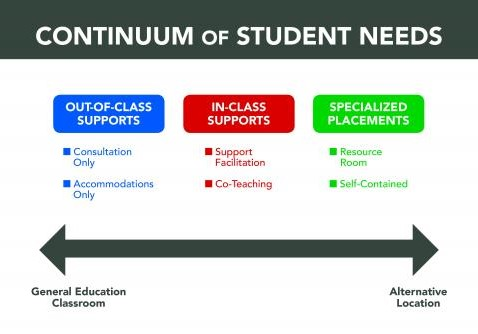 CONTINUUM OF STUDENT NEEDS
OUT-OF-CLASS
SUPPORTS
Consultation
Only
Accommodations
Only
IN-CLASS
SUPPORTS
Support
Facilitation
Co-Teaching
SPECIALIZED
PLACEMENTS
Resource
Room
Self-Contained
General Education
Classroom
Alternative
Location